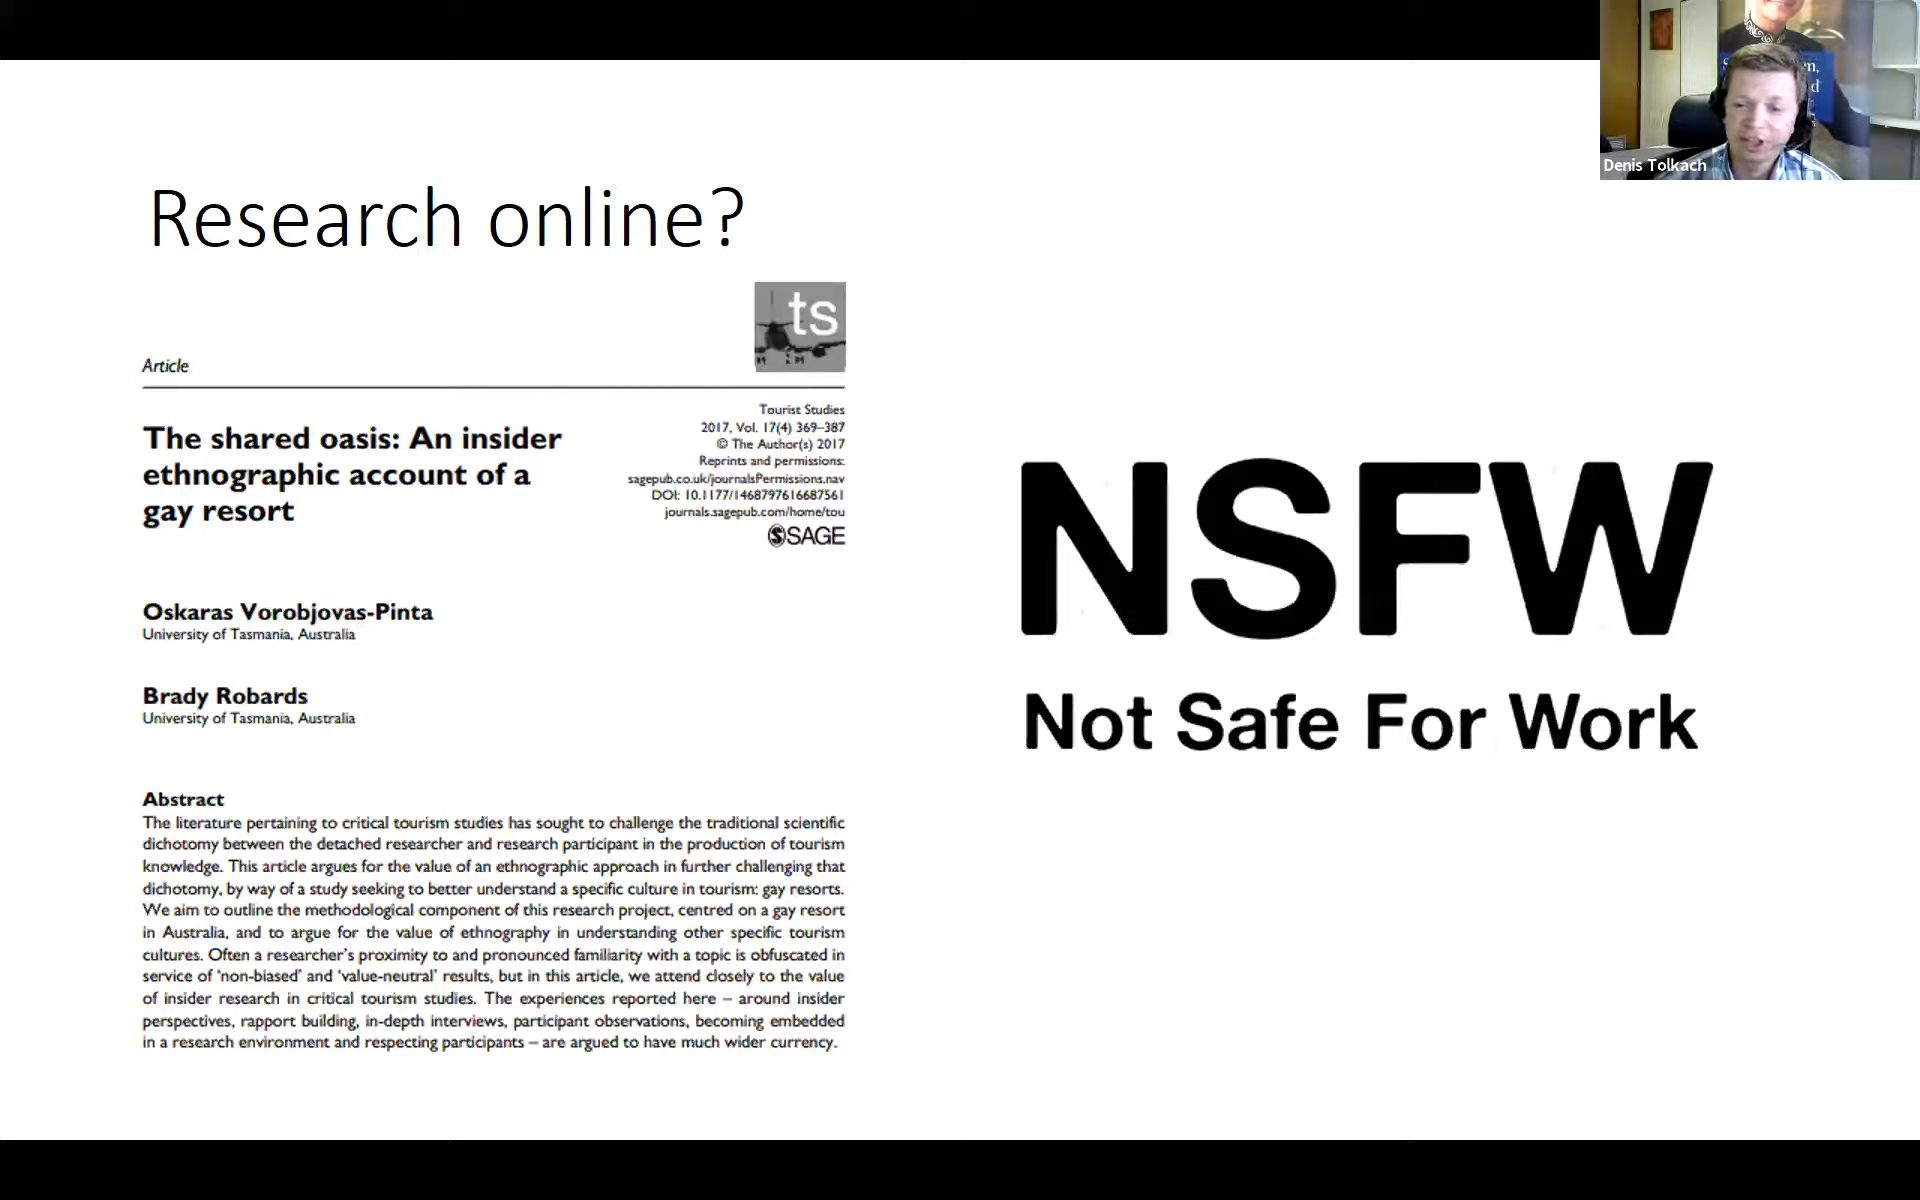 Research online?
ts
Article
The shared oasis: An insider
ethnographic account of a
gay resort
Tourist Studies
2017, Vol. 17(4) 369–387
© The Author(s) 2017
Reprints and permissions:
sagepub.co.uk/journalsPermissions.nav
DOI: 10.1177/1468797616687561
journals.sagepub.com/home/tou
SAGE
Oskaras Vorobjovas-Pinta
University of Tasmania, Australia
Brady Robards
University of Tasmania, Australia
Abstract
The literature pertaining to critical tourism studies has sought to challenge the traditional scientific
dichotomy between the detached researcher and research participant in the production of tourism
knowledge. This article argues for the value of an ethnographic approach in further challenging that
dichotomy, by way of a study seeking to better understand a specific culture in tourism: gay resorts.
We aim to outline the methodological component of this research project, centred on a gay resort
in Australia, and to argue for the value of ethnography in understanding other specific tourism
cultures. Often a researcher's proximity to and pronounced familiarity with a topic is obfuscated in
service of 'non-biased' and 'value-neutral' results, but in this article, we attend closely to the value
of insider research in critical tourism studies. The experiences reported here – around insider
perspectives, rapport building, in-depth interviews, participant observations, becoming embedded
in a research environment and respecting participants – are argued to have much wider currency.
NSFW
Not Safe For Work
Denis Tolkach